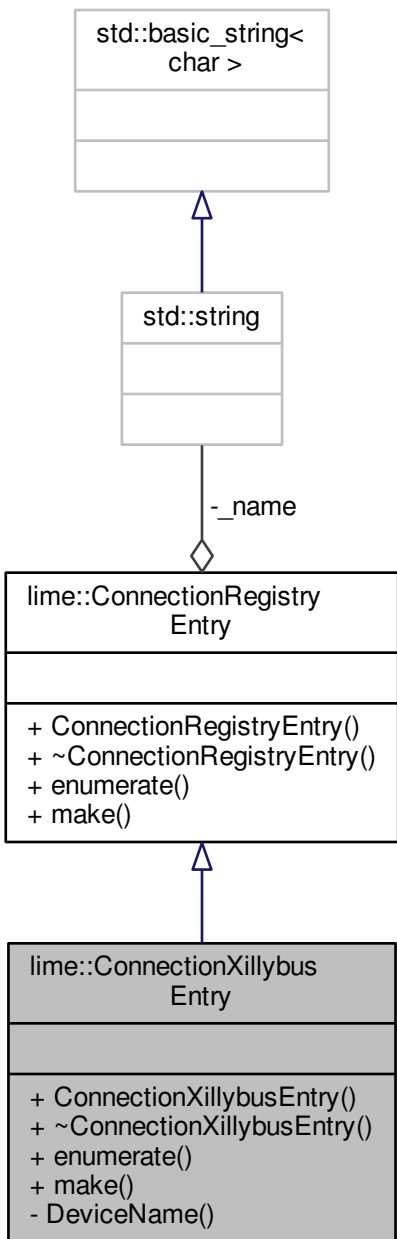 std::basic_string<
char >
std::string
-_name
lime::ConnectionRegistry
Entry
+ ConnectionRegistryEntry()
+ ~ConnectionRegistryEntry()
+ enumerate()
+ make()
lime::ConnectionXillybus
Entry
+ ConnectionXillybusEntry()
+ ~ConnectionXillybusEntry()
+ enumerate()
+ make()
- DeviceName()